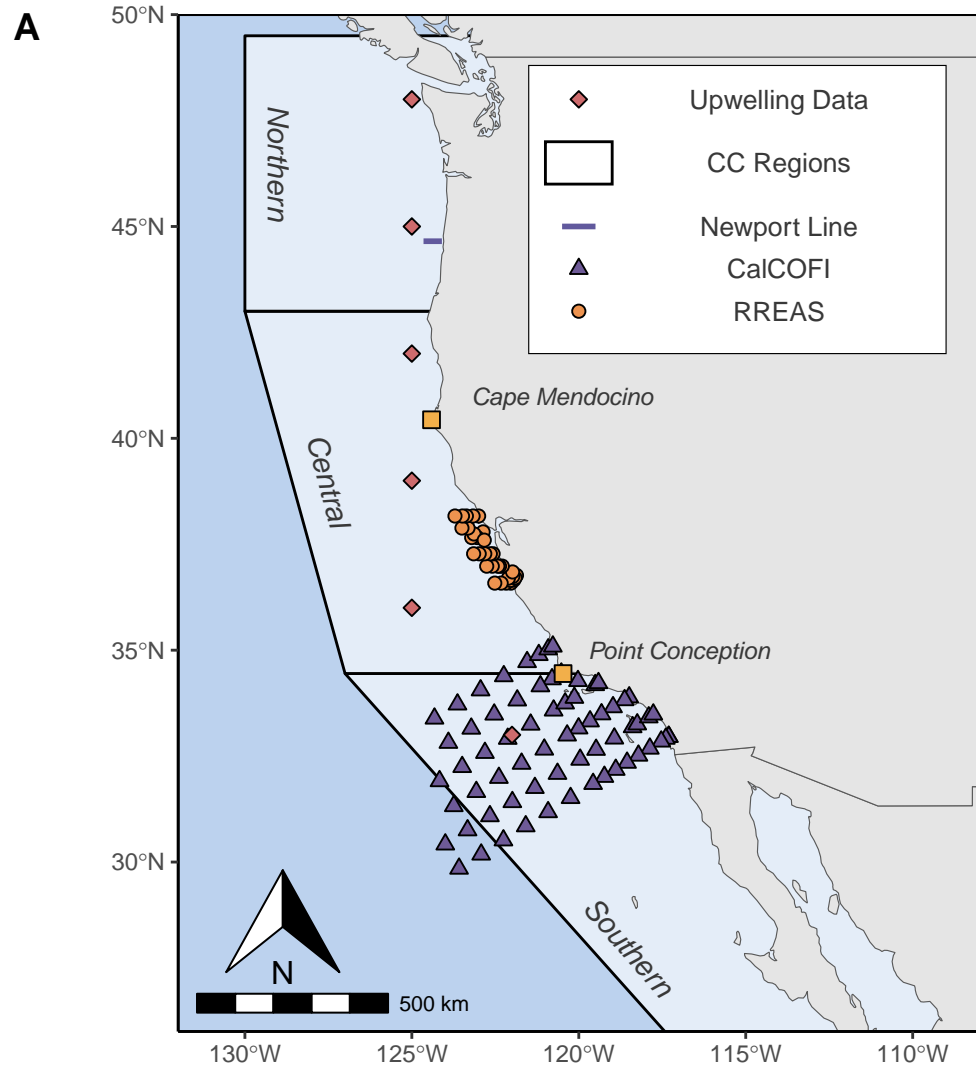 A
50°N
45°N
40°N
35°N
30°N
Northern
Central
Southern
Upwelling Data
CC Regions
Newport Line
CalCOFI
RREAS
Cape Mendocino
Point Conception
N
500 km
130°W
125°W
120°W
115°W
110°W